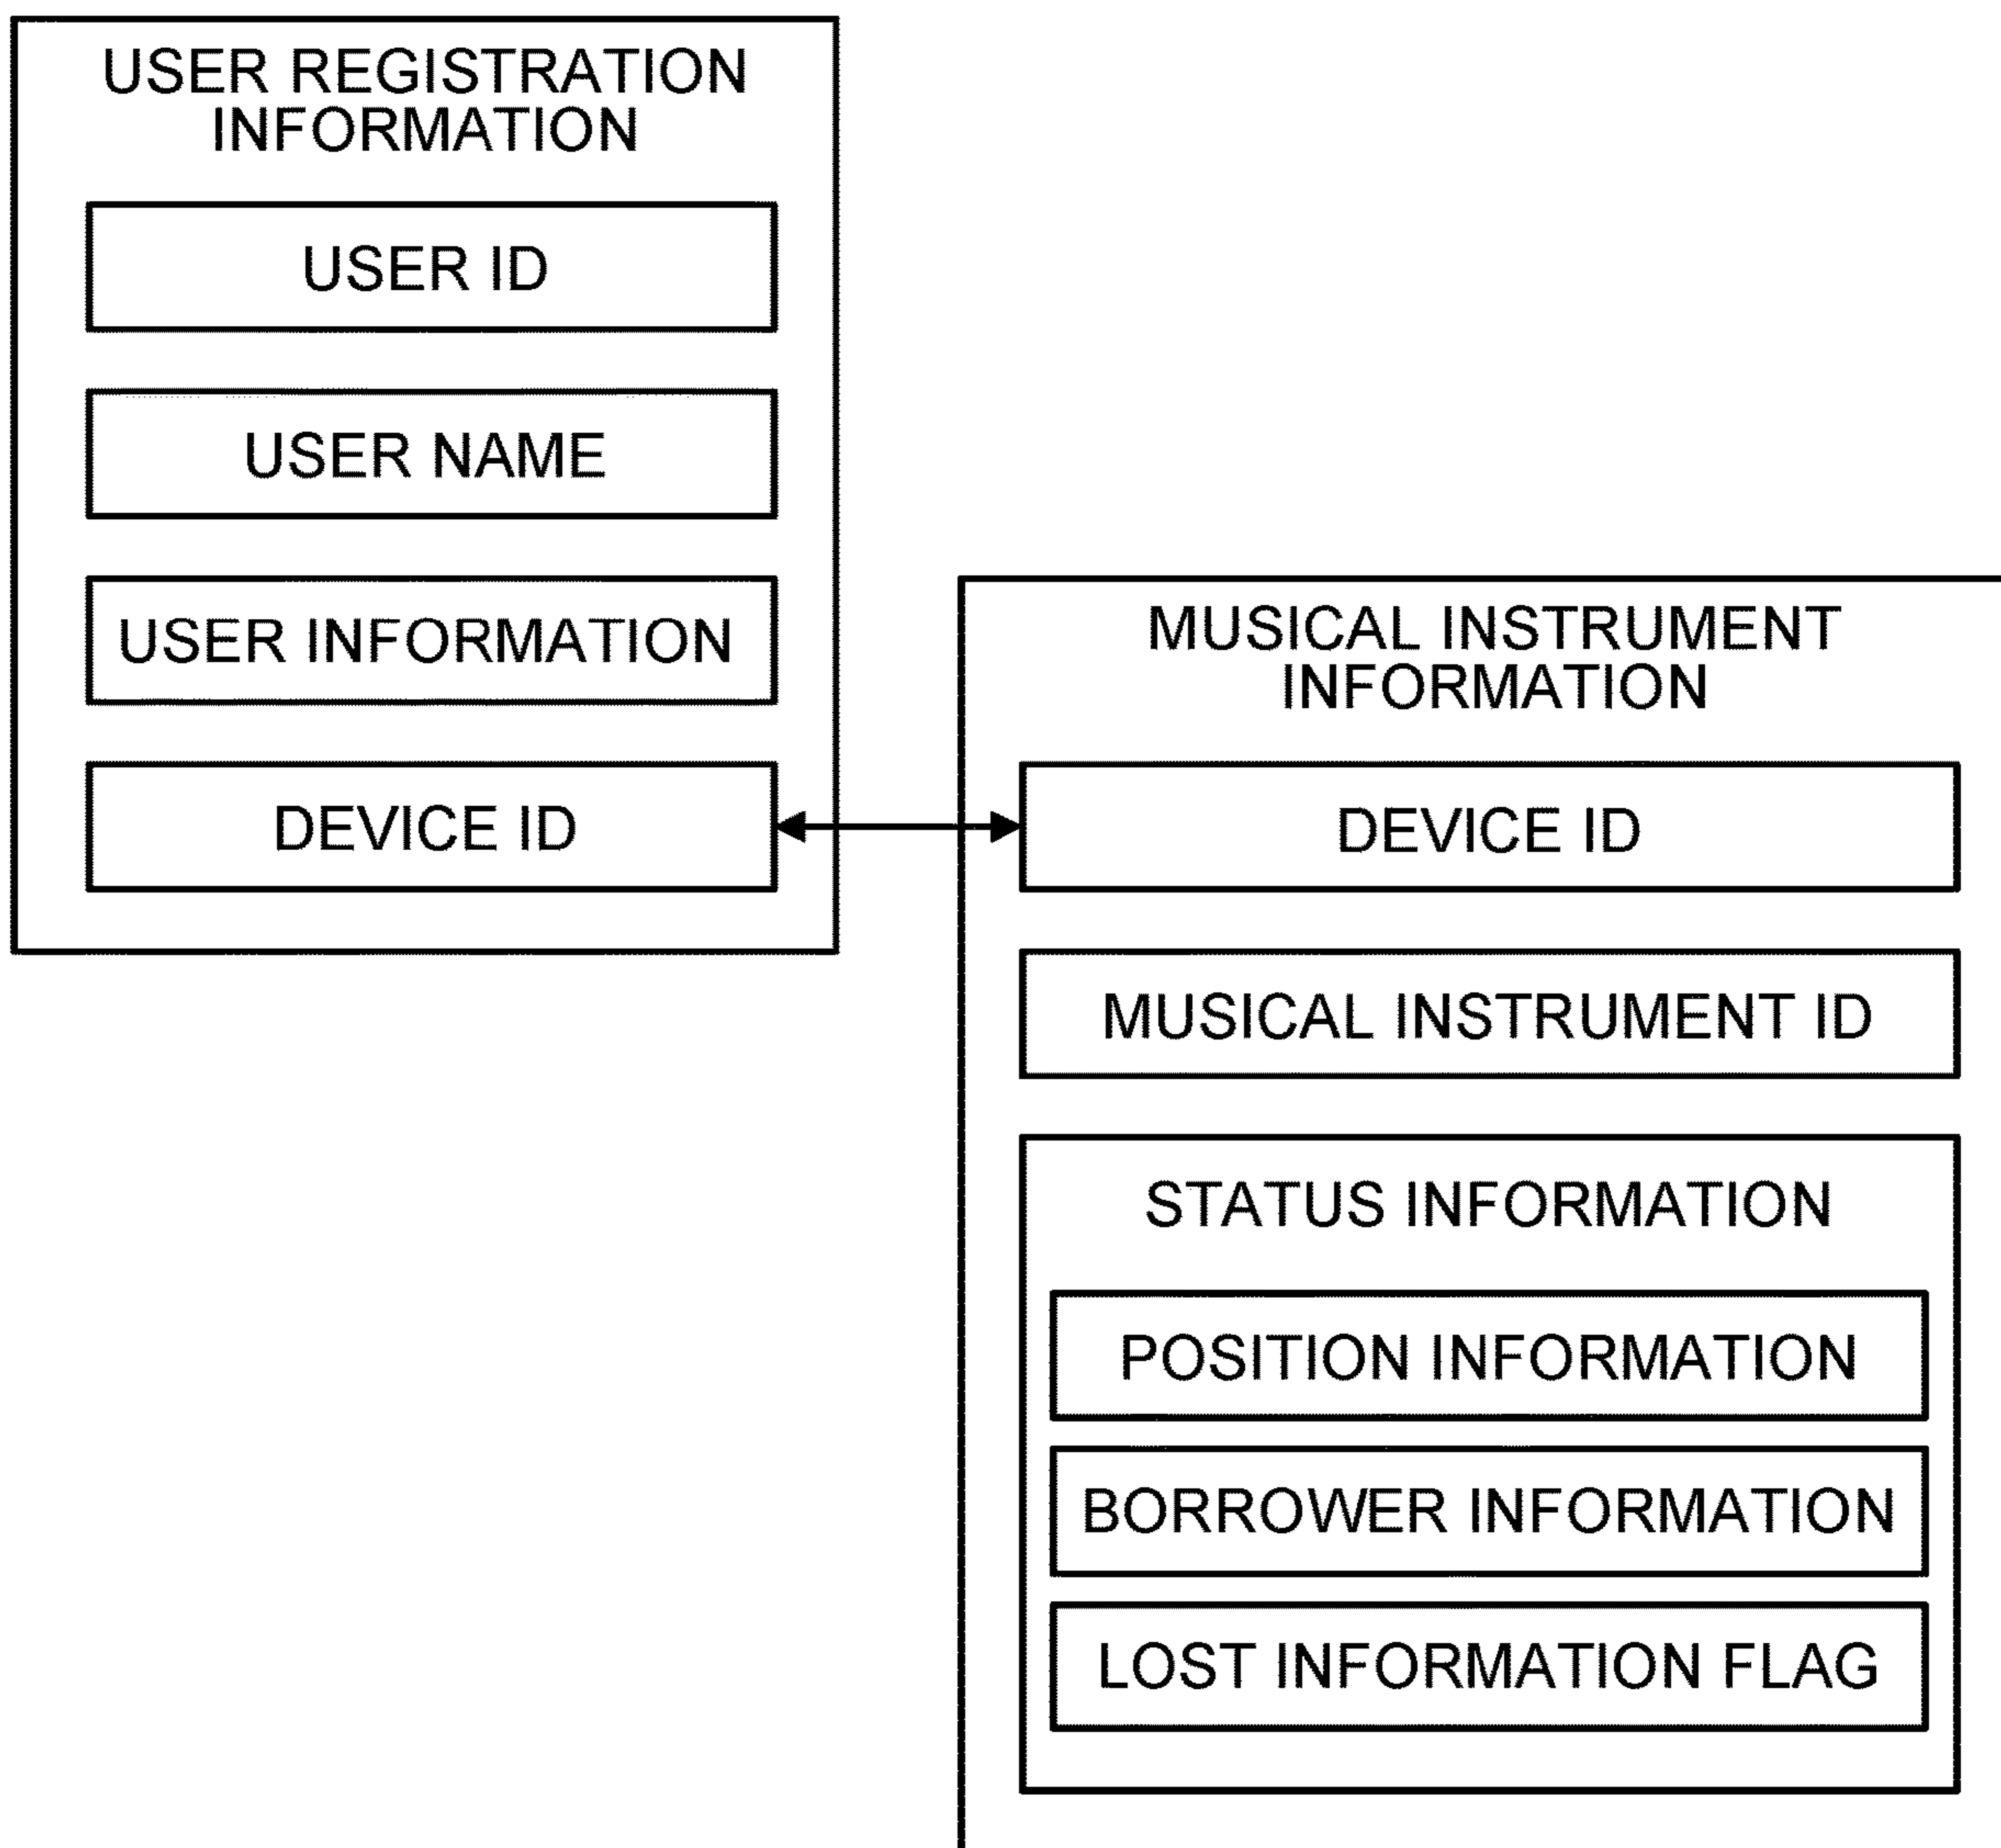 USER REGISTRATION
INFORMATION
USER ID
USER NAME
USER INFORMATION
DEVICE ID
MUSICAL INSTRUMENT
INFORMATION
DEVICE ID
MUSICAL INSTRUMENT ID
STATUS INFORMATION
POSITION INFORMATION
BORROWER INFORMATION
LOST INFORMATION FLAG